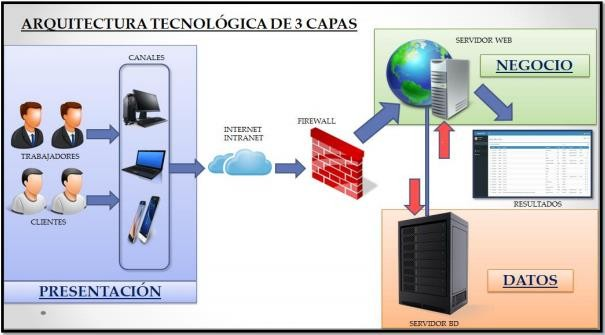 ARQUITECTURA TECNOLÓGICA DE 3 CAPAS
CANALES
TRABAJADORES
CLIENTES
PRESENTACIÓN
INTERNET
INTRANET
FIREWALL
SERVIDOR WEB
NEGOCIO
RESULTADOS
DATOS
SERVIDOR BD